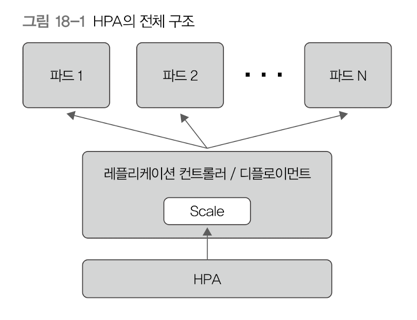 그림 18-1 HPA의 전체 구조
파드 1
파드 2
파드 N
레플리케이션 컨트롤러 / 디플로이먼트
Scale
HPA